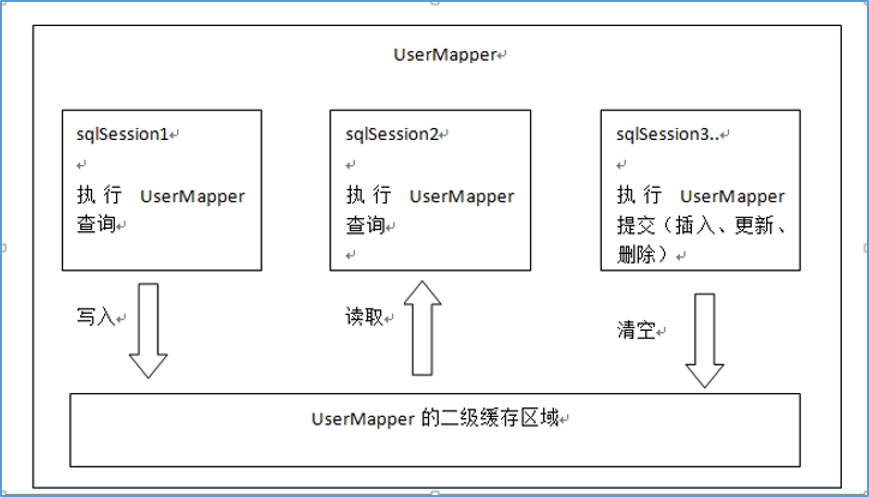 UserMapper
sqlSession1
执行 UserMapper
查询
sqlSession2
执行 UserMapper
查询
sqlSession3..
执行 UserMapper
提交（插入、更新、
删除）
写入
读取
清空
UserMapper 的二级缓存区域